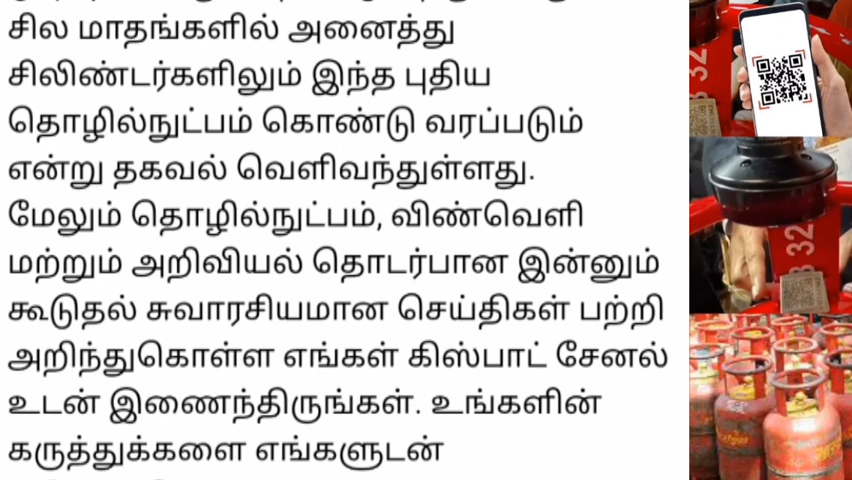 சில மாதங்களில் அனைத்து
சிலிண்டர்களிலும் இந்த புதிய
தொழில்நுட்பம் கொண்டு வரப்படும்
என்று தகவல் வெளிவந்துள்ளது.
மேலும் தொழில்நுட்பம், விண்வெளி
மற்றும் அறிவியல் தொடர்பான இன்னும்
கூடுதல் சுவாரசியமான செய்திகள் பற்றி
அறிந்துகொள்ள எங்கள் கிஸ்பாட் சேனல்
உடன் இணைந்திருங்கள். உங்களின்
கருத்துக்களை எங்களுடன்
B 32
B 32